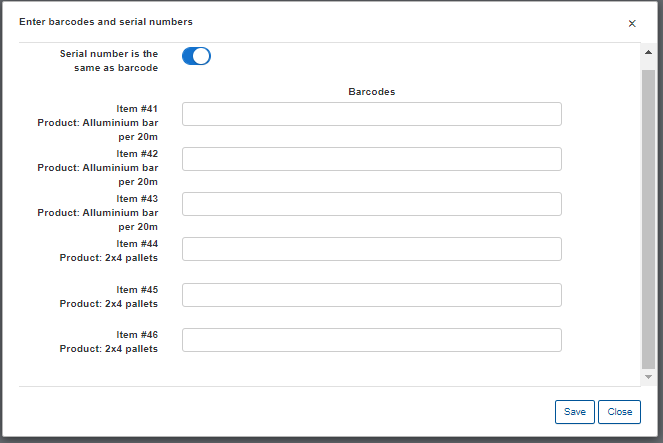 Enter barcodes and serial numbers
×
Serial number is the
same as barcode
Barcodes
Item #41
Product: Alluminium bar
per 20m
Item #42
Product: Alluminium bar
per 20m
Item #43
Product: Alluminium bar
per 20m
Item #44
Product: 2x4 pallets
Item #45
Product: 2x4 pallets
Item #46
Product: 2x4 pallets
Save
Close